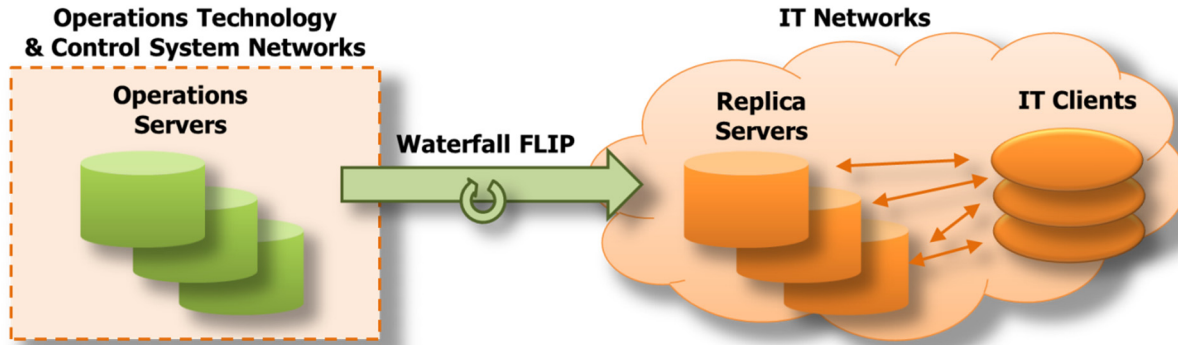 Operations Technology
& Control System Networks
Operations
Servers
Waterfall FLIP
IT Networks
Replica
Servers
IT Clients